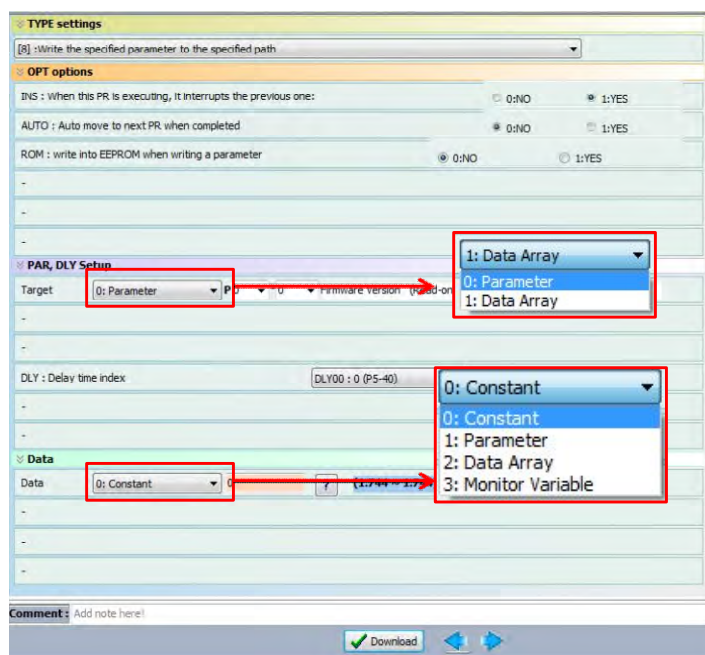 TYPE settings
[8] :Write the specified parameter to the specified path
OPT options
INS : When this PR is executing, it interrupts the previous one: 0:NO 1:YES
AUTO : Auto move to next PR when completed 0:NO 1:YES
ROM : write into EEPROM when writing a parameter 0:NO 1:YES
-
-
-
1: Data Array
0: Parameter
1: Data Array
PAR, DLY Setup
Target 0: Parameter P 0 0 Firmware Version
-
-
DLY : Delay time index DLY00 : 0 (P5-40)
0: Constant
0: Constant
1: Parameter
2: Data Array
3: Monitor Variable
-
-
Data
Data 0: Constant 0 ?
-
-
-
Comment : Add note here!
Download